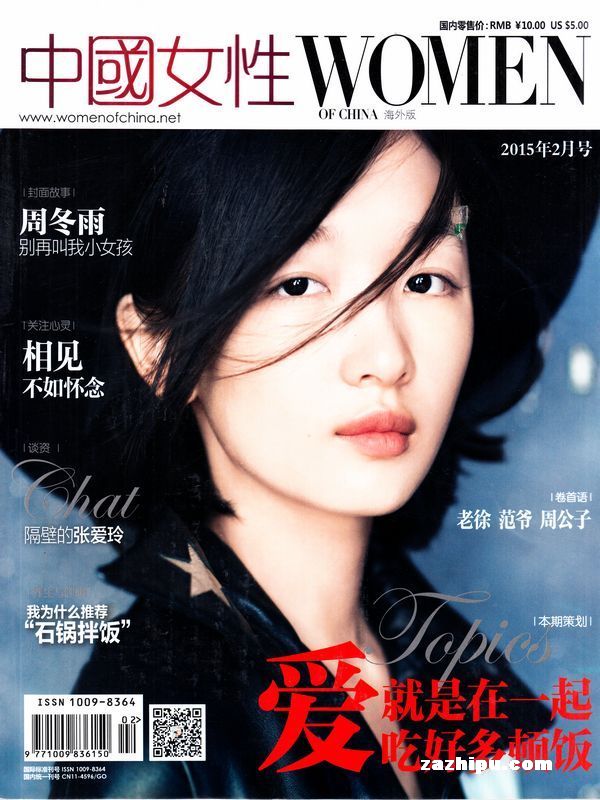 国内零售价:RMB ¥10.00 US $5.00
中國女性 WOMEN
OF CHINA 海外版
www.womenofchina.net
2015年2月号
|封面故事|
周冬雨
别再叫我小女孩
|关注心灵|
相见
不如怀念
|谈资 |
Chat
隔壁的张爱玲
我为什么推荐
“石锅拌饭”
|卷首语|
老徐 范爷 周公子
Topics
|本期策划|
爱 就是在一起
吃好多顿饭
ISSN 1009-8364
02>
9 771009 836150
国际标准刊号 ISSN 1009-8364
国内统一刊号 CN11-4596/GO
zazhipu.com